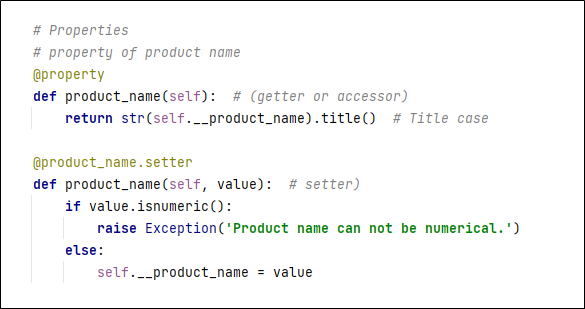 # Properties
# property of product name
@property
def product_name(self):  # (getter or accessor)
    return str(self.__product_name).title()  # Title case

@product_name.setter
def product_name(self, value):  # setter)
    if value.isnumeric():
        raise Exception('Product name can not be numerical.')
    else:
        self.__product_name = value